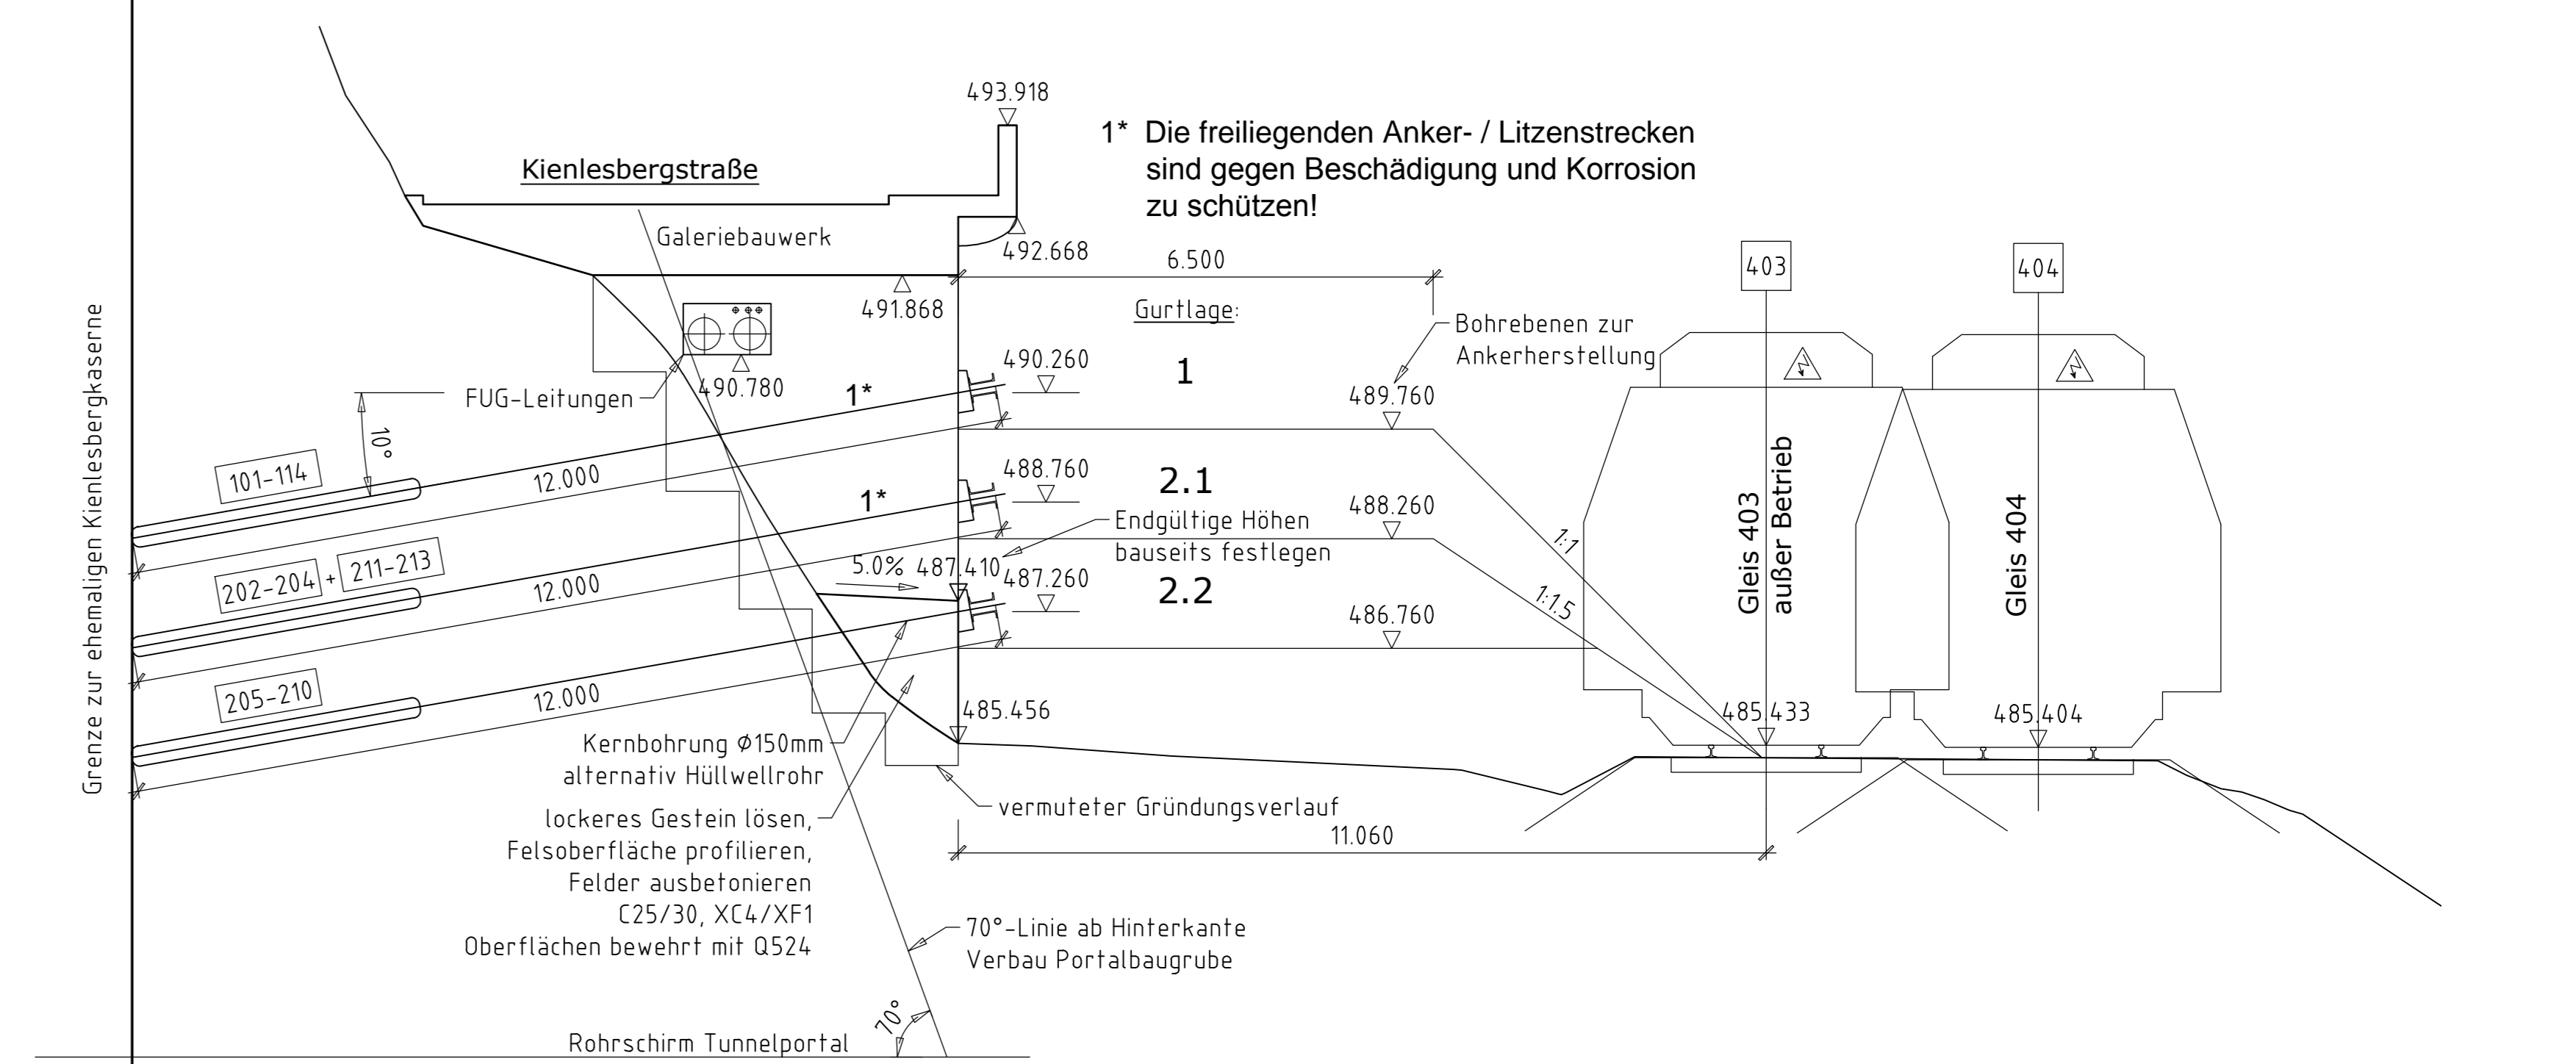 493.918
1* Die freiliegenden Anker- / Litzenstrecken
sind gegen Beschädigung und Korrosion
zu schützen!
Kienlesbergstraße
Galeriebauwerk
492.668
6.500
403
404
491.868
Gurtlage:
Bohrebenen zur
Ankerherstellung
490.260
1
489.760
FUG-Leitungen
490.780
1*
10°
101-114
12.000
488.760
2.1
488.260
1*
Endgültige Höhen
bauseits festlegen
1:1
Gleis 403
außer Betrieb
Gleis 404
Grenze zur ehemaligen Kienlesbergkaserne
202-204 + 211-213
12.000
5.0%
487.410
487.260
2.2
486.760
1:1.5
205-210
12.000
485.456
485.433
485.404
Kernbohrung Φ150mm
alternativ Hüllwellrohr
vermuteter Gründungsverlauf
11.060
lockeres Gestein lösen,
Felsoberfläche profilieren,
Felder ausbetonieren
C25/30, XC4/XF1
Oberflächen bewehrt mit Q524
70°-Linie ab Hinterkante
Verbau Portalbaugrube
70°
Rohrschirm Tunnelportal